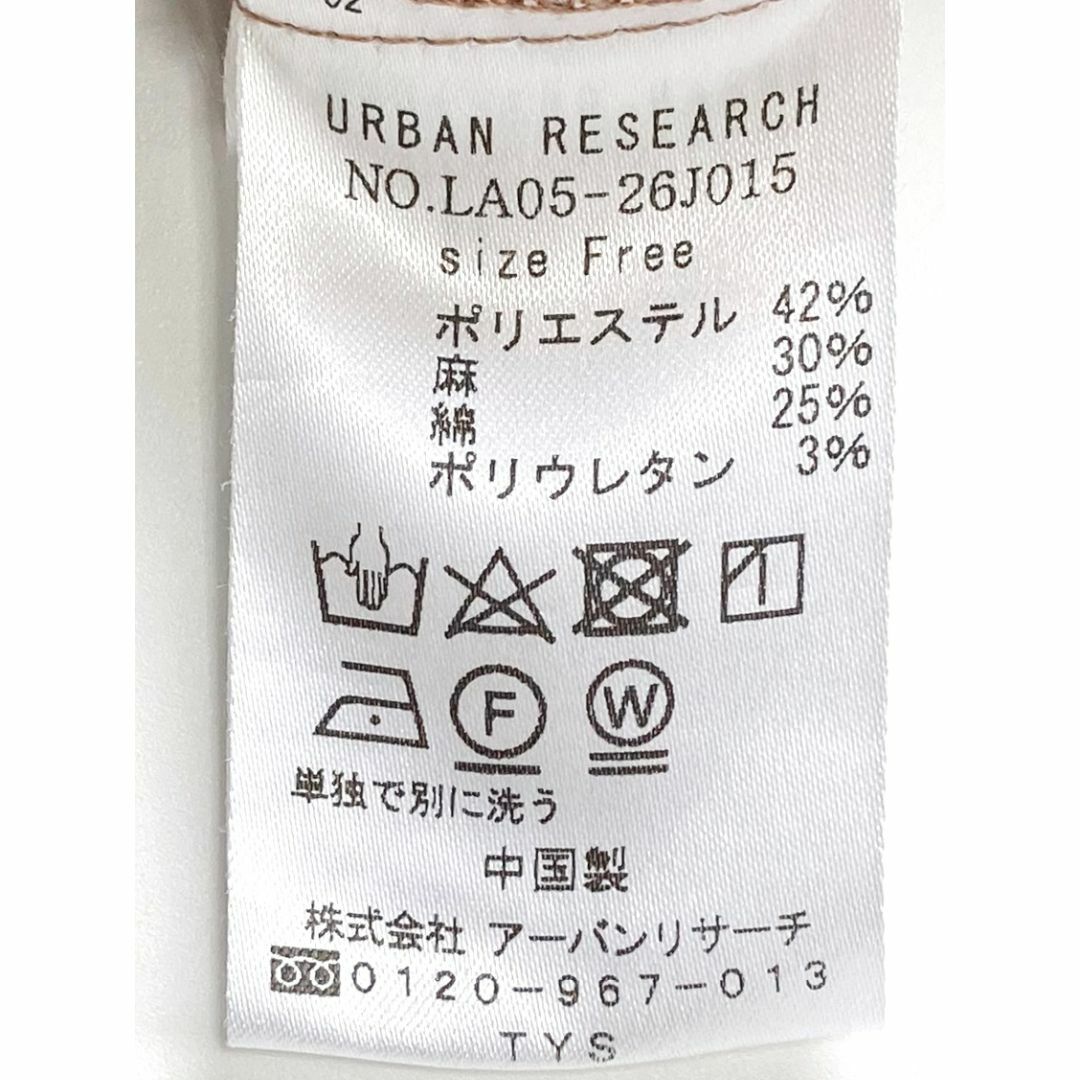 02
URBAN RESEARCH
NO.LA05-26J015
size Free
ポリエステル 42%
麻 30%
綿 25%
ポリウレタン 3%
F W
単独で別に洗う
中国製
株式会社 アーバンリサーチ
0120-967-013
TYS